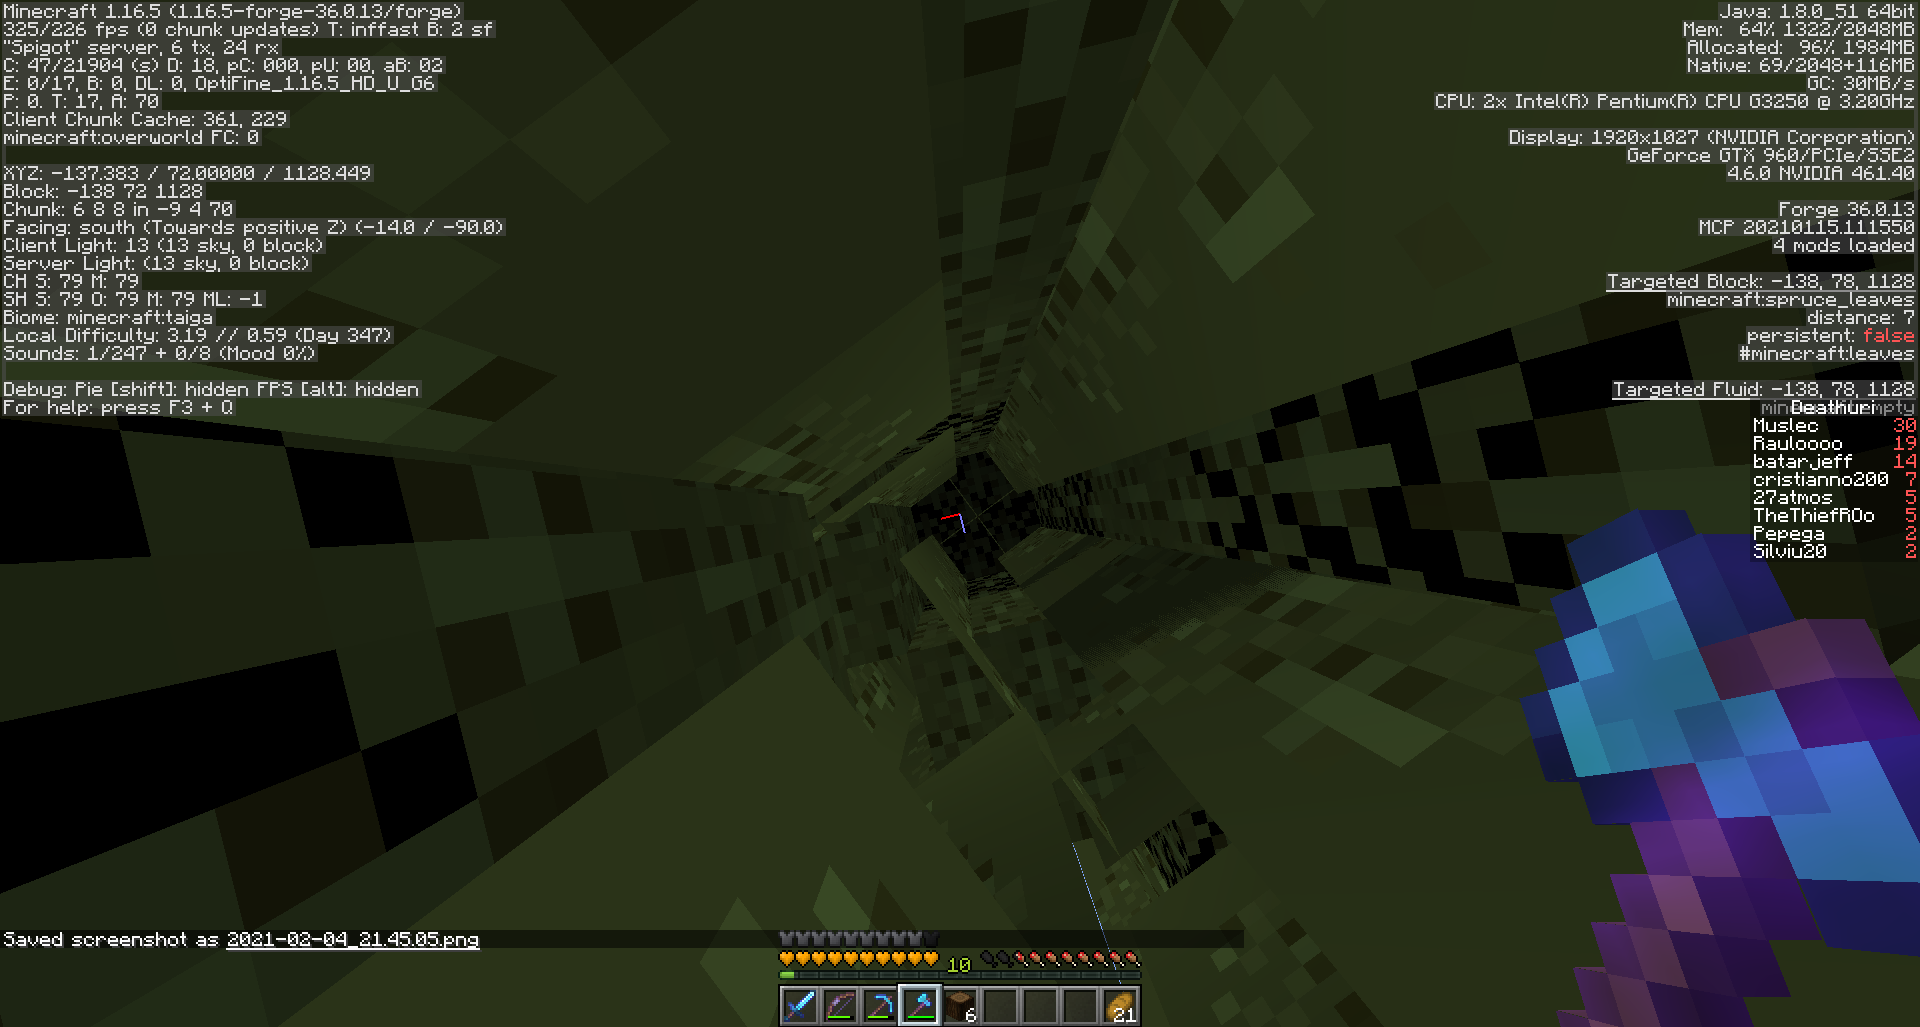 Minecraft 1.16.5 (1.16.5-forge-36.0.13/forge)
325/226 fps (0 chunk updates) T: inffast B: 2 sf
"Spigot" server, 6 tx, 24 rx
C: 47/21904 (s) D: 18, pC: 000, pU: 00, aB: 02
E: 0/17, B: 0, DL: 0, OptiFine_1.16.5_HD_U_G6
P: 0. T: 17, A: 70
Client Chunk Cache: 361, 229
minecraft:overworld FC: 0
XYZ: -137.383 / 72.00000 / 1128.449
Block: -138 72 1128
Chunk: 6 8 8 in -9 4 70
Facing: south (Towards positive Z) (-14.0 / -90.0)
Client Light: 13 (13 sky, 0 block)
Server Light: (13 sky, 0 block)
CH S: 79 M: 79
SH S: 79 O: 79 M: 79 ML: -1
Biome: minecraft:taiga
Local Difficulty: 3.19 // 0.59 (Day 347)
Sounds: 1/247 + 0/8 (Mood 0%)
Debug: Pie [shift]: hidden FPS [alt]: hidden
For help: press F3 + Q
Java: 1.8.0_51 64bit
Mem: 64% 1322/2048MB
Allocated: 96% 1984MB
Native: 69/2048+116MB
GC: 30MB/s
CPU: 2x Intel(R) Pentium(R) CPU G3250 @ 3.20GHz
Display: 1920x1027 (NVIDIA Corporation)
GeForce GTX 960/PCIe/SSE2
4.6.0 NVIDIA 461.40
Forge 36.0.13
MCP 20210115.111550
4 mods loaded
Targeted Block: -138, 78, 1128
minecraft:spruce_leaves
distance: 7
persistent: false
#minecraft:leaves
Targeted Fluid: -138, 78, 1128
Deathuri
Muslec 30
Rauloooo 19
batarjeff 14
cristianno200 7
27atmos 5
TheThiefR0o 5
Pepega 2
Silviu20 2
Saved screenshot as 2021-02-04_21.45.05.png
10
6
21